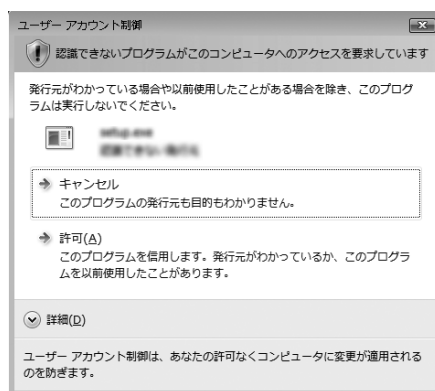 ユーザー アカウント制御
認識できないプログラムがこのコンピュータへのアクセスを要求しています
発行元がわかっている場合や以前使用したことがある場合を除き、このプログ
ラムは実行しないでください。
キャンセル
このプログラムの発行元も目的もわかりません。
許可(A)
このプログラムを信用します。発行元がわかっているか、このプログラ
ムを以前使用したことがあります。
詳細(D)
ユーザー アカウント制御は、あなたの許可なくコンピュータに変更が適用される
のを防ぎます。